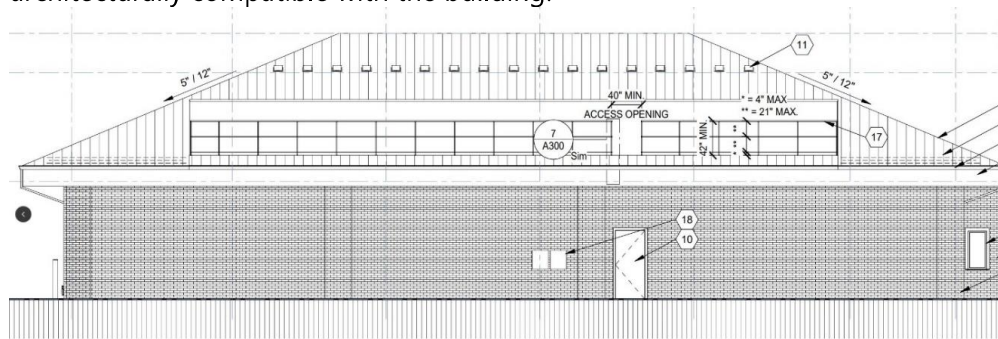 architecturally compatible with the building.
11
5" / 12"
5" / 12"
40" MIN.
* = 4" MAX
** = 21" MAX.
ACCESS OPENING
7
A300
Sim
42" MIN.
**
* **
17
18
10